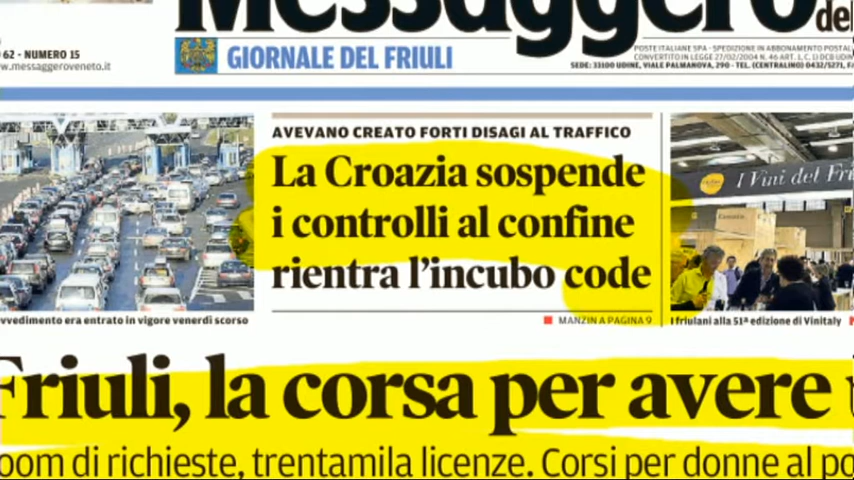 Messaggero del
62 - NUMERO 15
www.messaggeroveneto.it
GIORNALE DEL FRIULI
POSTE ITALIANE SPA - SPEDIZIONE IN ABBONAMENTO POSTAL
CONVERTITO IN LEGGE 27/02/2004 N. 46 ART. 1, C. 1) DCB UDIN
SEDE: 33100 UDINE, VIALE PALMANOVA, 290 - TEL. (CENTRALINO) 0432/5271, FA
AVEVANO CREATO FORTI DISAGI AL TRAFFICO
La Croazia sospende
i controlli al confine
rientra l'incubo code
I Vini del Fri
vvedimento era entrato in vigore venerdì scorso
MANZIN A PAGINA 9
I friulani alla 51ª edizione di Vinitaly
Friuli, la corsa per avere
oom di richieste, trentamila licenze. Corsi per donne al po